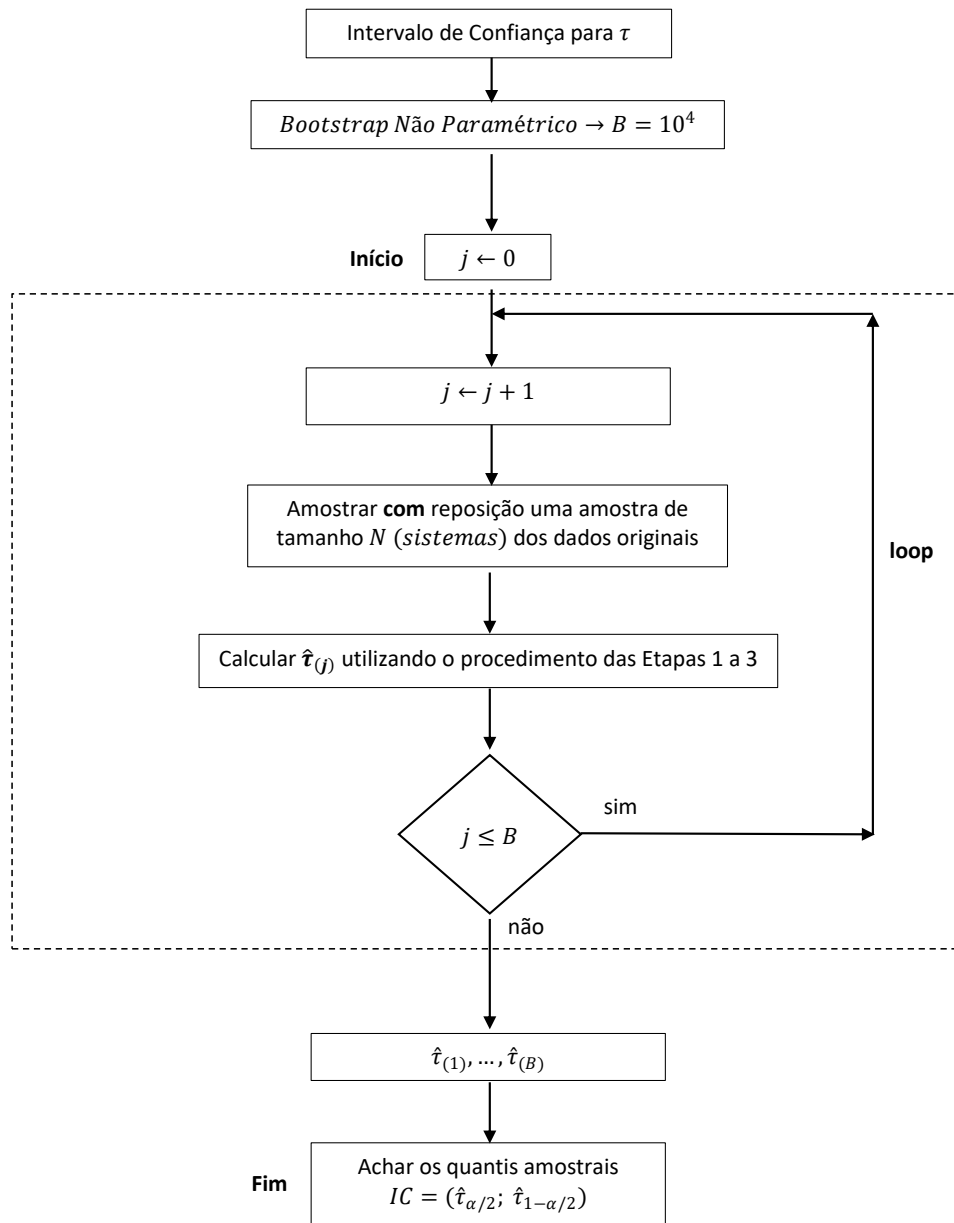 Intervalo de Confiança para τ
Bootstrap Não Paramétrico → B = 10⁴
Início
j ← 0
j ← j + 1
Amostrar com reposição uma amostra de
tamanho N (sistemas) dos dados originais
loop
Calcular τ̂₍ⱼ₎ utilizando o procedimento das Etapas 1 a 3
sim
j ≤ B
não
τ̂₍₁₎, … , τ̂₍B₎
Achar os quantis amostrais
Fim
IC = (τ̂_{α/2}; τ̂_{1−α/2})